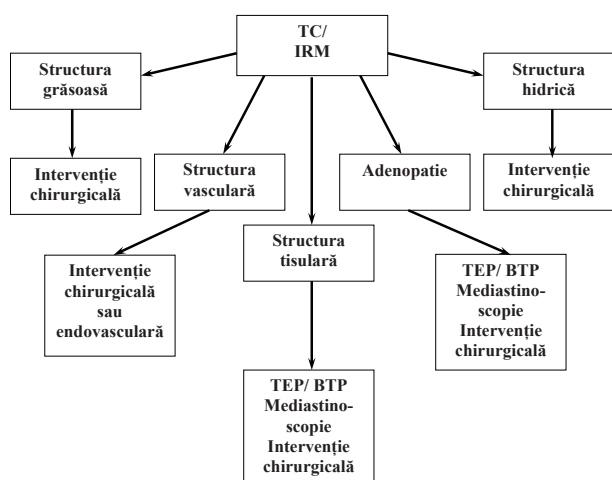 TC/
IRM
Structura
grăsoasă
Structura
hidrică
Intervenție
chirurgicală
Structura
vasculară
Adenopatie
Intervenție
chirurgicală
Structura
tisulară
Intervenție
chirurgicală
sau
endovasculară
TEP/ BTP
Mediastino-
scopie
Intervenție
chirurgicală
TEP/ BTP
Mediastino-
scopie
Intervenție
chirurgicală